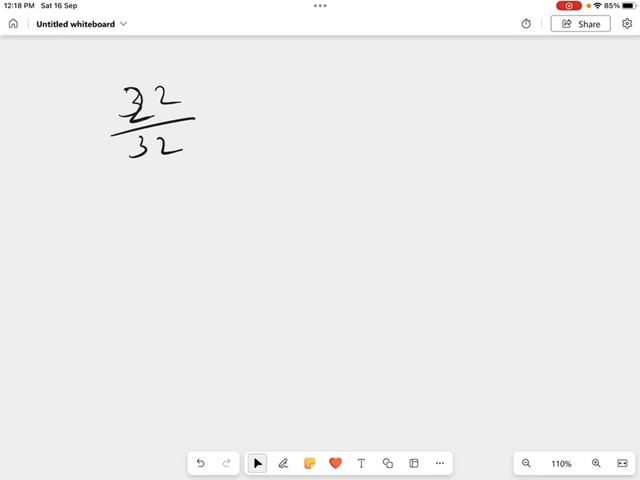 12:18 PM Sat 16 Sep 85%
Untitled whiteboard Share
32
32
110%